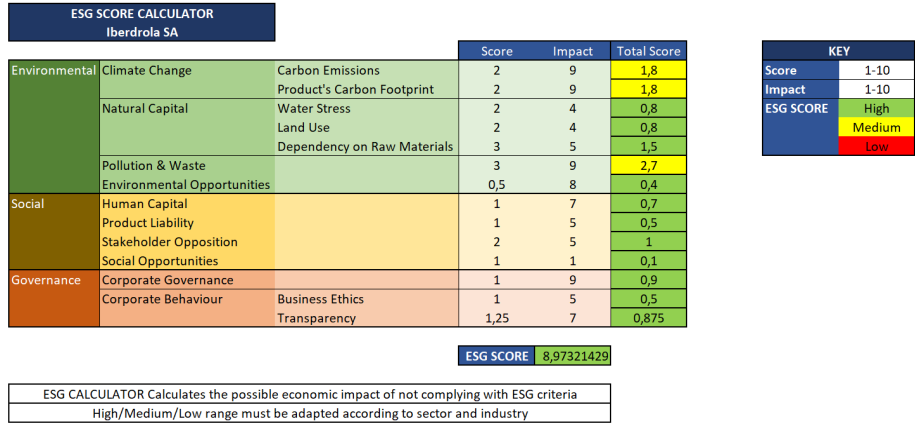 ESG SCORE CALCULATOR
Iberdrola SA
Score Impact Total Score
Environmental Climate Change Carbon Emissions 2 9 1,8
Product's Carbon Footprint 2 9 1,8
Natural Capital Water Stress 2 4 0,8
Land Use 2 4 0,8
Dependency on Raw Materials 3 5 1,5
Pollution & Waste 3 9 2,7
Environmental Opportunities 0,5 8 0,4
Social Human Capital 1 7 0,7
Product Liability 1 5 0,5
Stakeholder Opposition 2 5 1
Social Opportunities 1 1 0,1
Governance Corporate Governance 1 9 0,9
Corporate Behaviour Business Ethics 1 5 0,5
Transparency 1,25 7 0,875
ESG SCORE 8,97321429
ESG CALCULATOR Calculates the possible economic impact of not complying with ESG criteria
High/Medium/Low range must be adapted according to sector and industry
KEY
Score 1-10
Impact 1-10
ESG SCORE High
Medium
Low